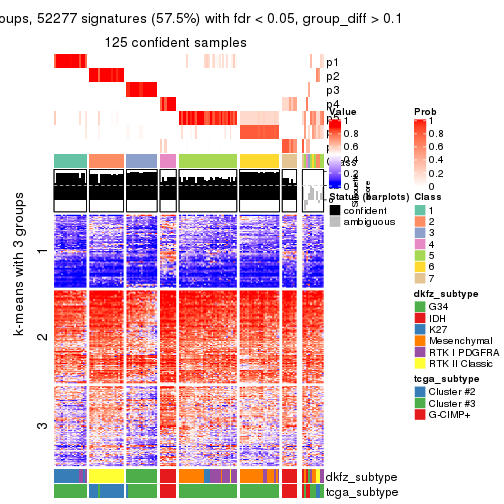 oups, 52277 signatures (57.5%) with fdr < 0.05, group_diff > 0.1
125 confident samples
p1
p2
p3
p4
k-means with 3 groups
1
2
3
Value
1
0.8
0.6
0.4
0.2
0
Prob
1
0.8
0.6
0.4
0.2
0
Status (barplots)
confident
ambiguous
Class
1
2
3
4
5
6
7
dkfz_subtype
G34
IDH
K27
Mesenchymal
RTK I PDGFRA
RTK II Classic
tcga_subtype
Cluster #2
Cluster #3
G-CIMP+
dkfz_subtype
tcga_subtype